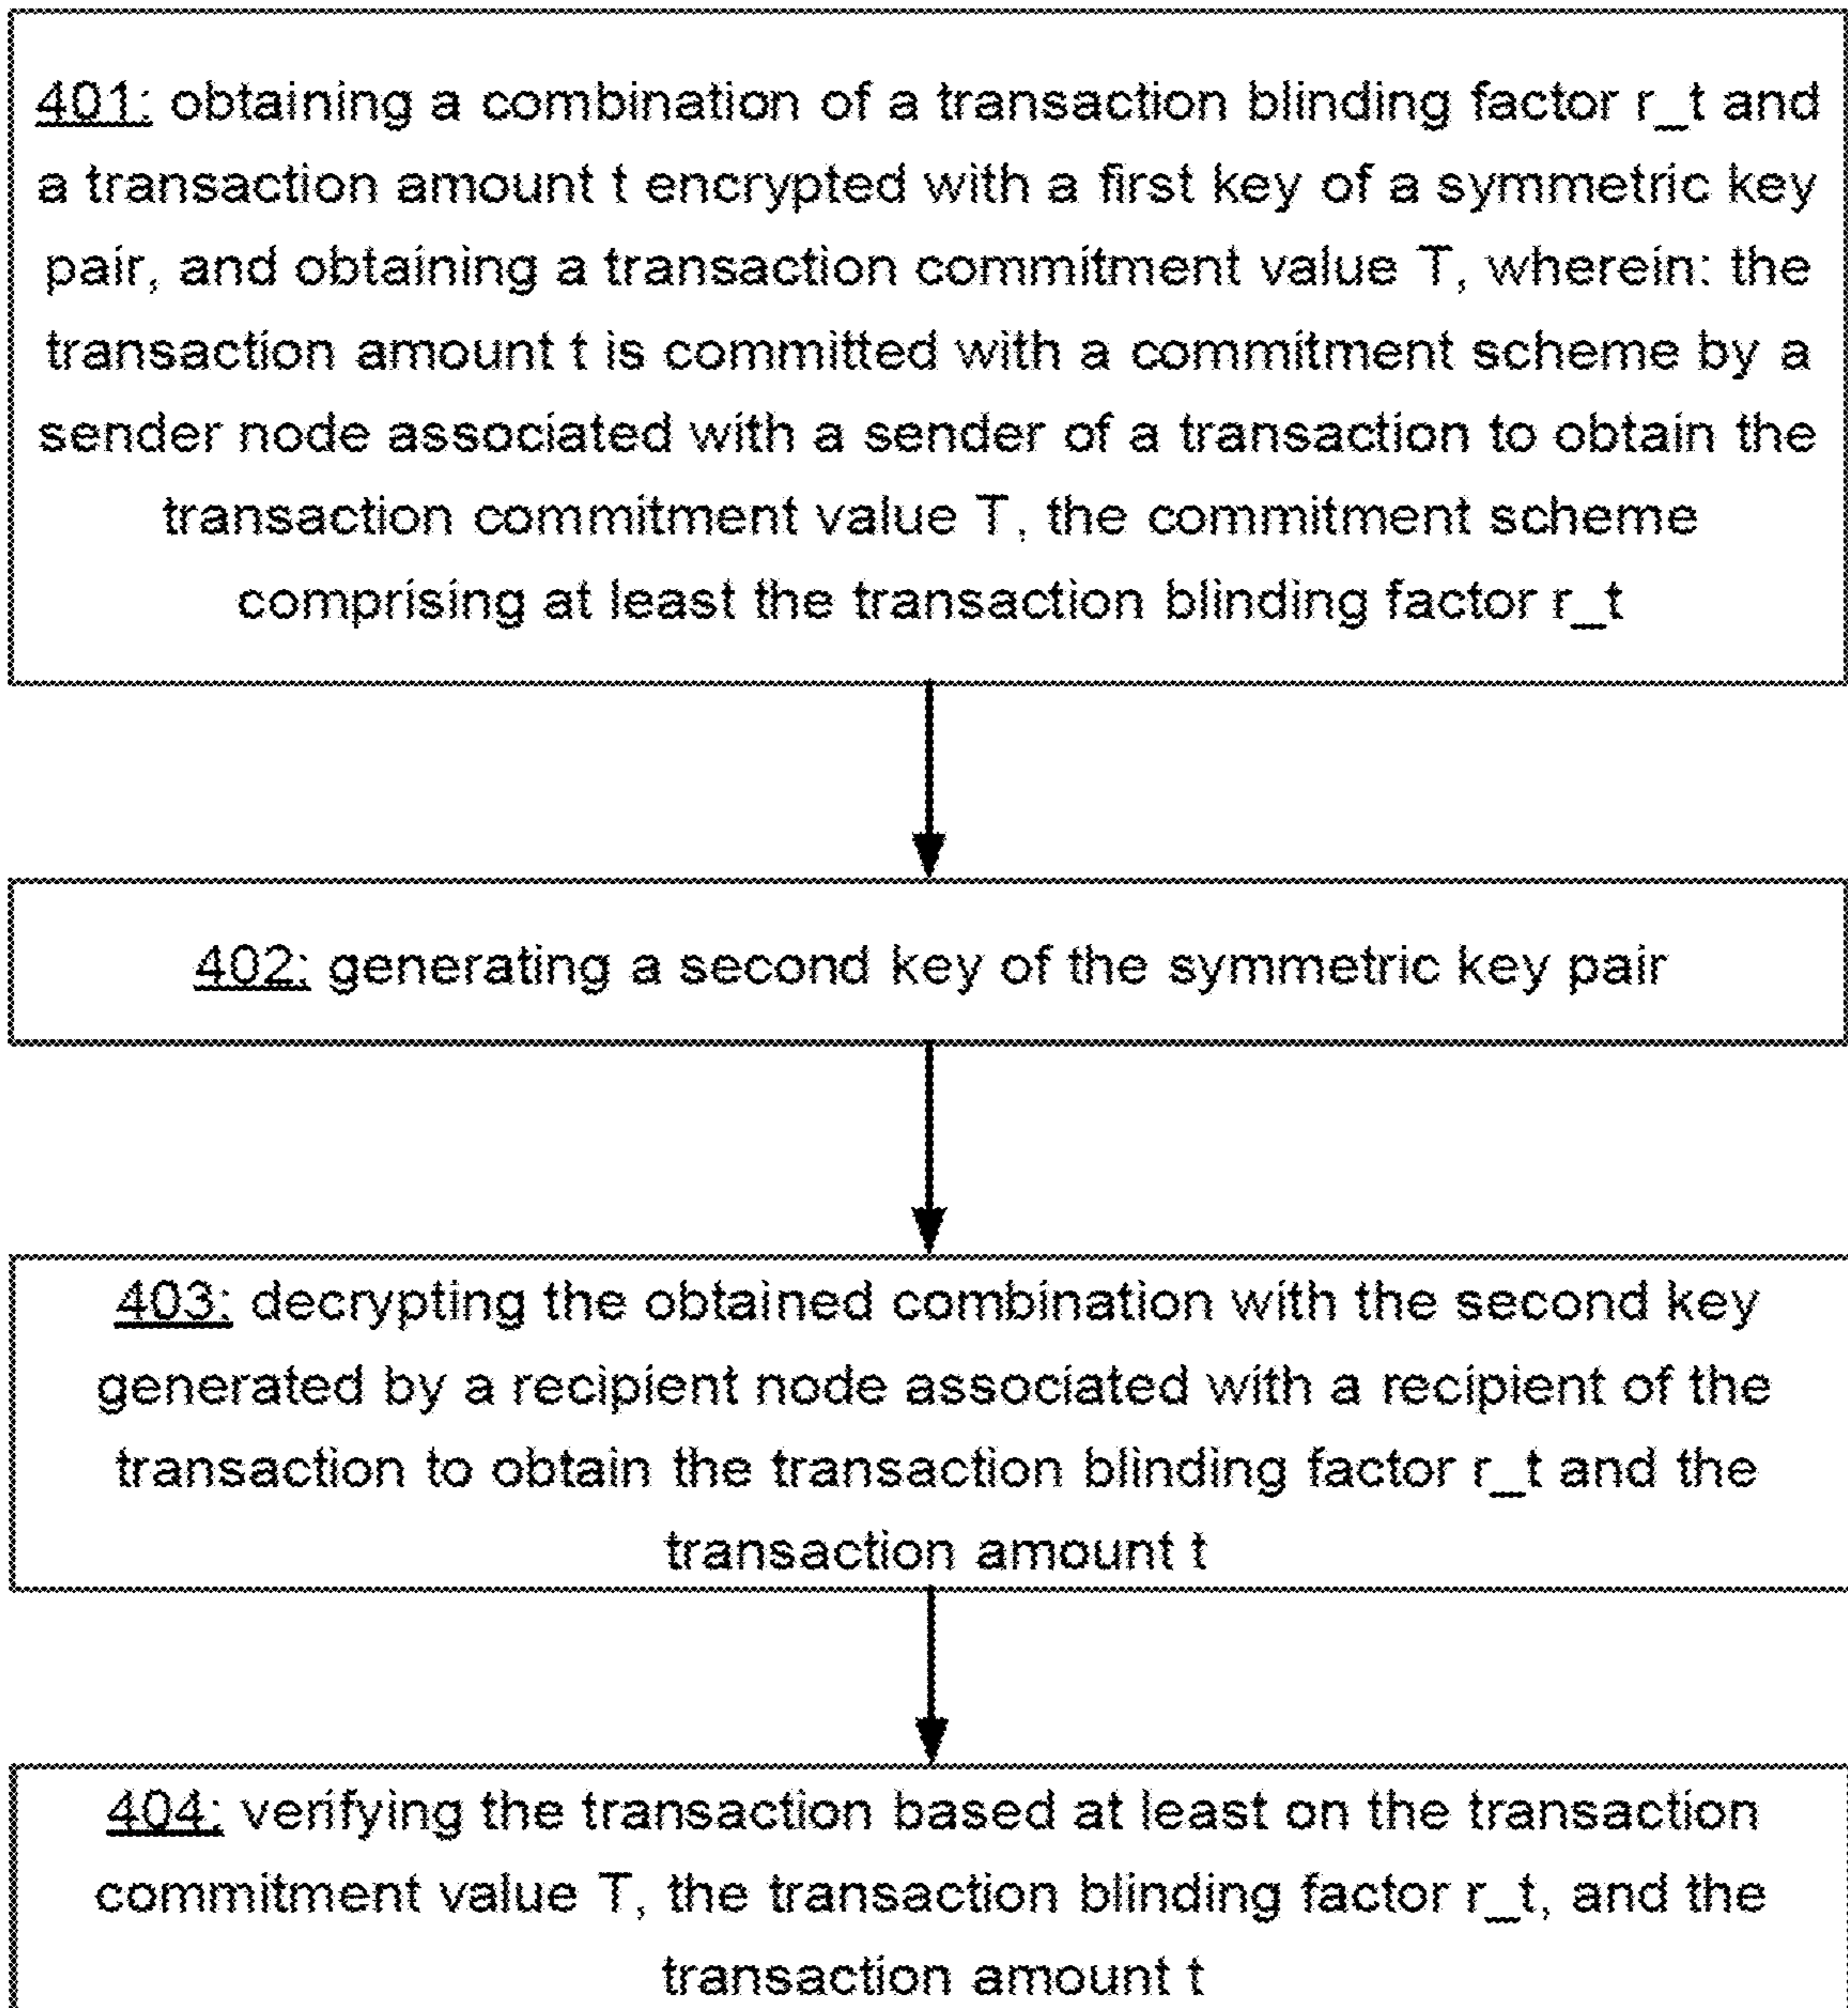 401: obtaining a combination of a transaction blinding factor r_t and
a transaction amount t encrypted with a first key of a symmetric key
pair, and obtaining a transaction commitment value T, wherein: the
transaction amount t is committed with a commitment scheme by a
sender node associated with a sender of a transaction to obtain the
transaction commitment value T, the commitment scheme
comprising at least the transaction blinding factor r_t
402: generating a second key of the symmetric key pair
403: decrypting the obtained combination with the second key
generated by a recipient node associated with a recipient of the
transaction to obtain the transaction blinding factor r_t and the
transaction amount t
404: verifying the transaction based at least on the transaction
commitment value T, the transaction blinding factor r_t, and the
transaction amount t